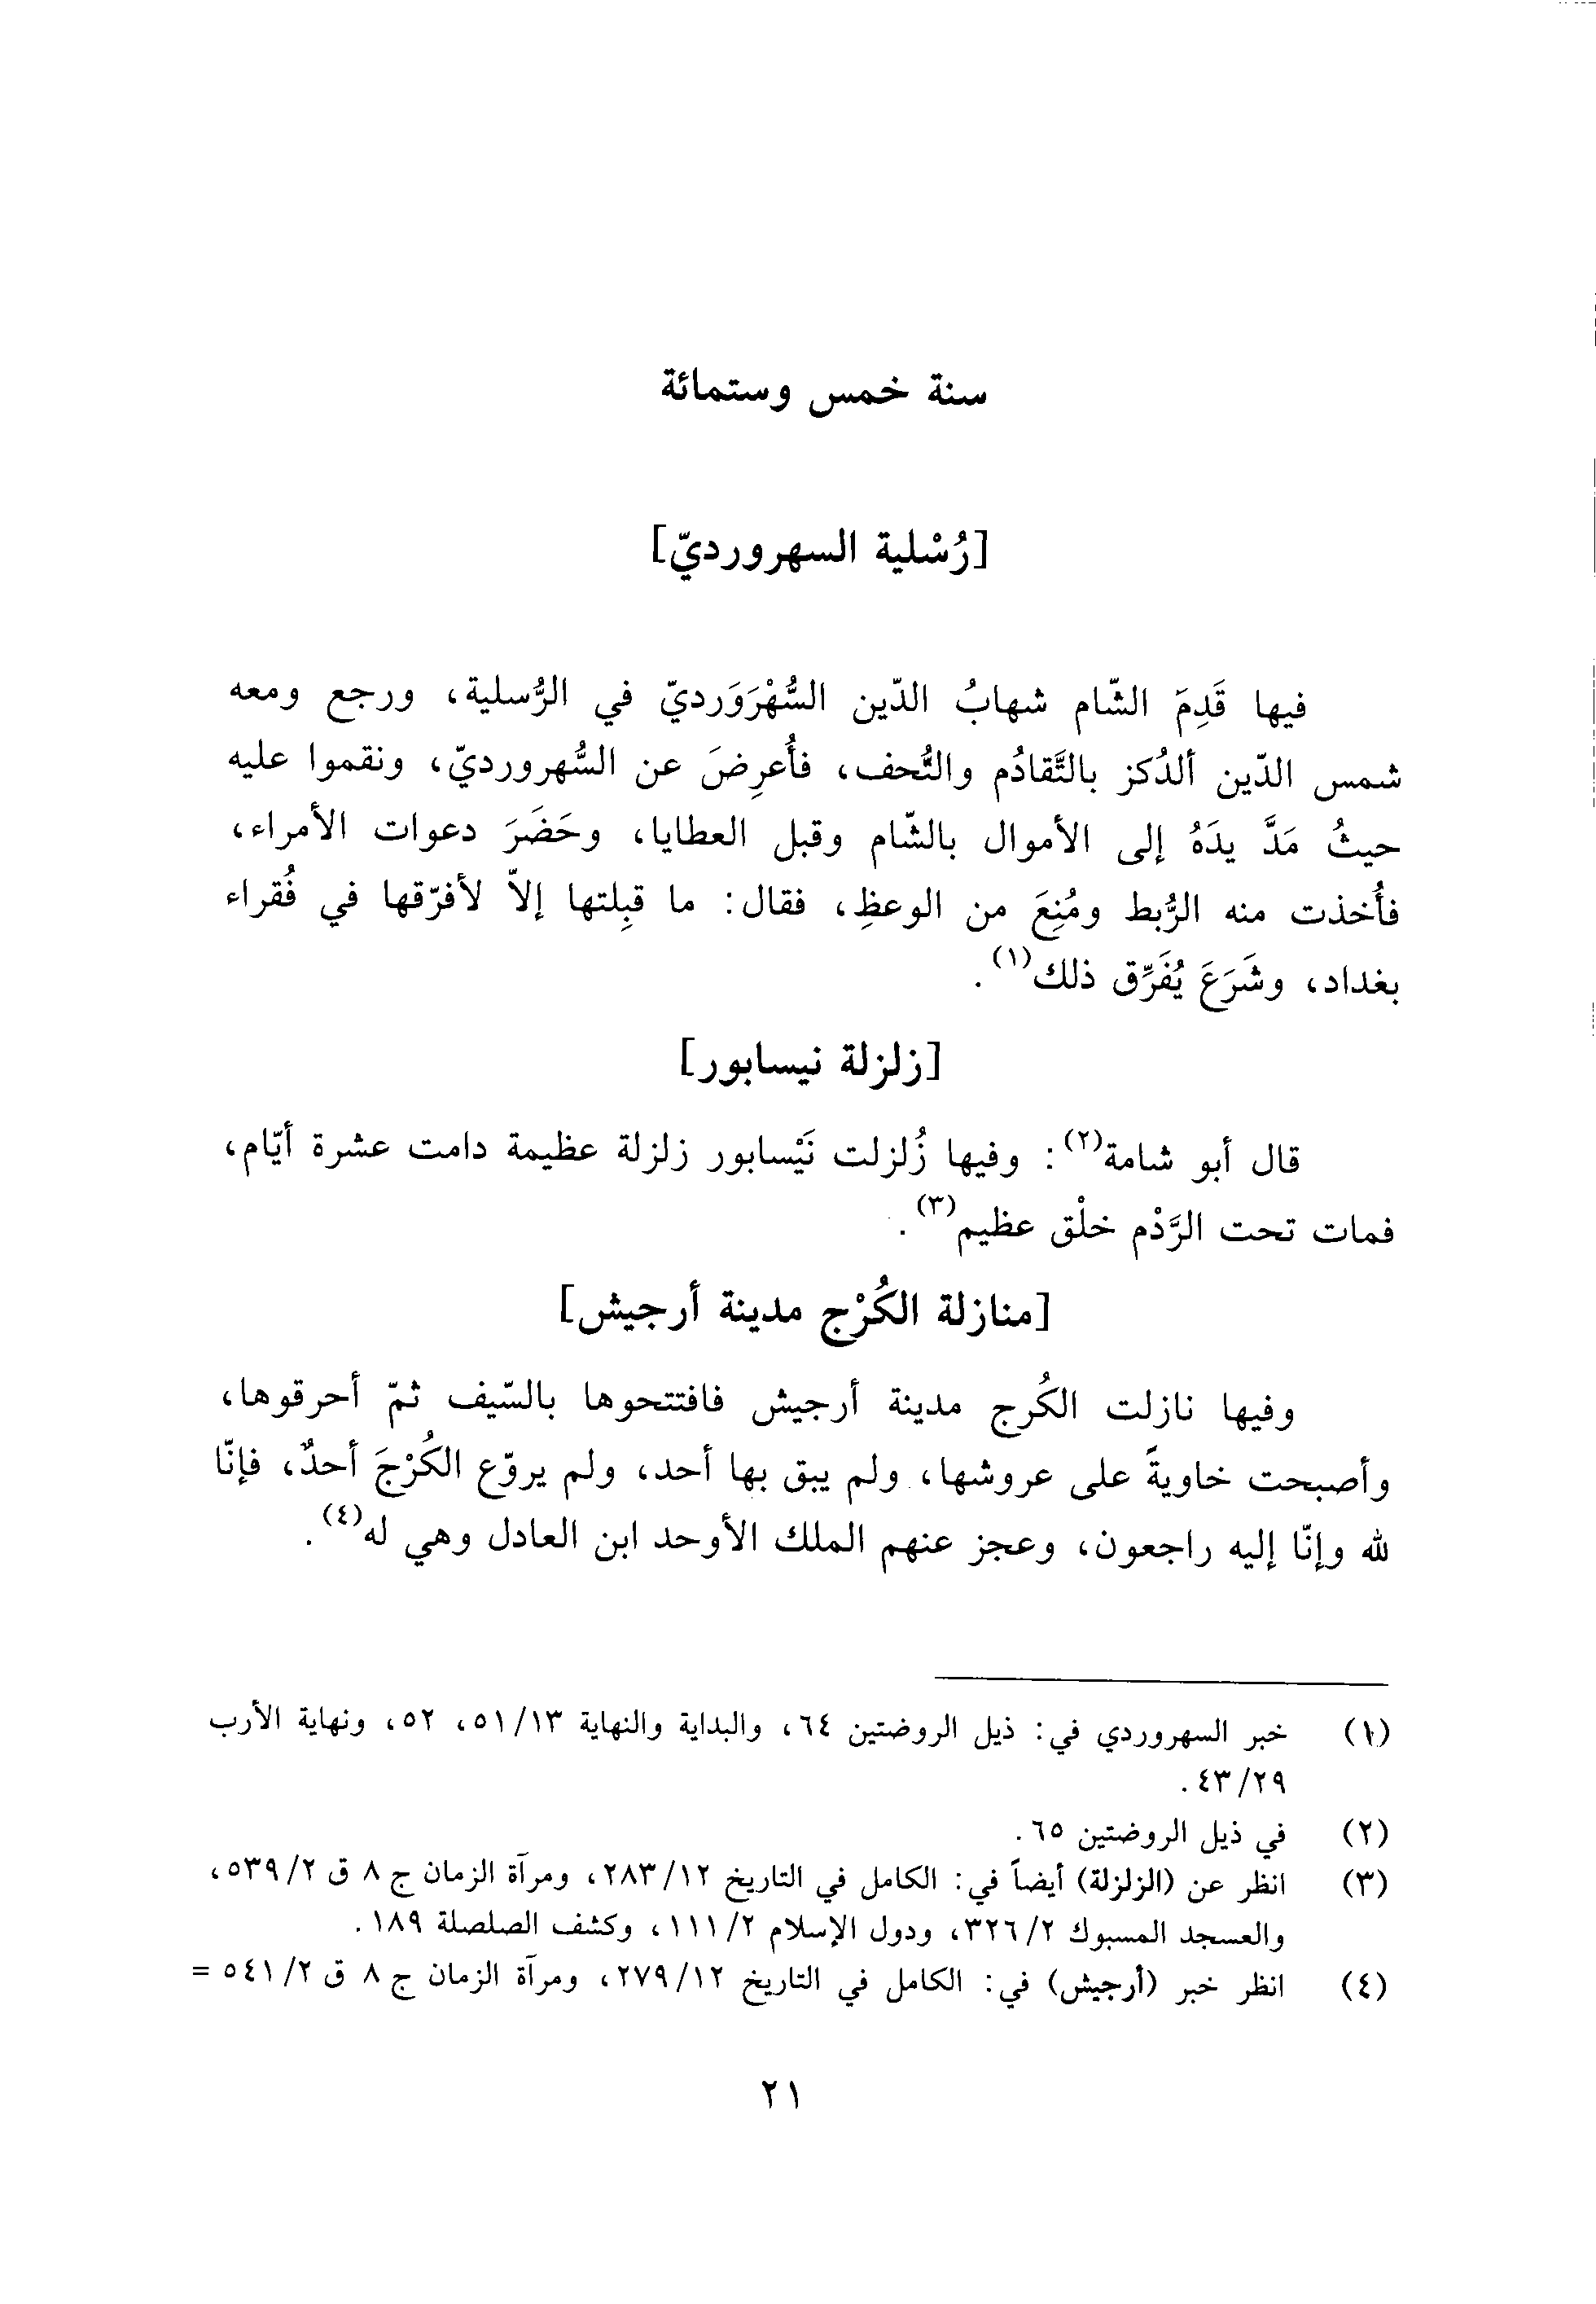 سنة خمس وستمائة
[رُسْلية السهرورديّ]
فيها قَدِمَ الشّام شهابُ الدّين السُّهْرَوَرديّ في الرُّسلية، ورجع ومعه
شمس الدّين ألدُكز بالتَّقادُم والتُّحف، فأُعرِضَ عن السُّهرورديّ، ونقموا عليه
حيثُ مَدَّ يدَهُ إلى الأموال بالشّام وقبل العطايا، وحَضَرَ دعوات الأمراء،
فأُخذت منه الرُّبط ومُنِعَ من الوعظِ، فقال: ما قبِلتها إلاّ لأفرّقها في فُقراء
بغداد، وشَرَعَ يُفَرِّق ذلك(١).
[زلزلة نيسابور]
قال أبو شامة(٢): وفيها زُلزلت نَيْسابور زلزلة عظيمة دامت عشرة أيّام،
فمات تحت الرَّدْم خلْق عظيم(٣).
[منازلة الكُرْج مدينة أرجيش]
وفيها نازلت الكُرج مدينة أرجيش فافتتحوها بالسّيف ثمّ أحرقوها،
وأصبحت خاويةً على عروشها، ولم يبق بها أحد، ولم يروّع الكُرْجَ أحدٌ، فإنّا
لله وإنّا إليه راجعون، وعجز عنهم الملك الأوحد ابن العادل وهي له(٤).
(١) خبر السهروردي في: ذيل الروضتين ٦٤، والبداية والنهاية ١٣/ ٥١، ٥٢، ونهاية الأرب
٢٩/ ٤٣.
(٢) في ذيل الروضتين ٦٥.
(٣) انظر عن (الزلزلة) أيضاً في: الكامل في التاريخ ١٢/ ٢٨٣، ومرآة الزمان ج ٨ ق ٢/ ٥٣٩،
والعسجد المسبوك ٢/ ٣٢٦، ودول الإسلام ٢/ ١١١، وكشف الصلصلة ١٨٩.
(٤) انظر خبر (أرجيش) في: الكامل في التاريخ ١٢/ ٢٧٩، ومرآة الزمان ج ٨ ق ٢/ ٥٤١ =
٢١